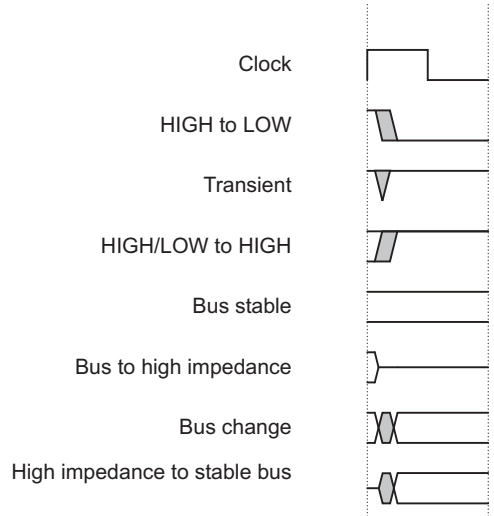 Clock
HIGH to LOW
Transient
HIGH/LOW to HIGH
Bus stable
Bus to high impedance
Bus change
High impedance to stable bus